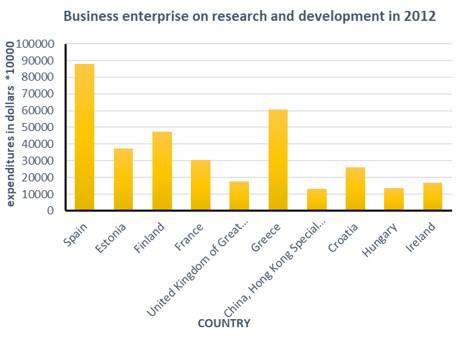 Business enterprise on research and development in 2012
expenditures in dollars *10000
100000
90000
80000
70000
60000
50000
40000
30000
20000
10000
0
Spain
Estonia
Finland
France
United Kingdom of Great...
Greece
China, Hong Kong Special...
Croatia
Hungary
Ireland
COUNTRY